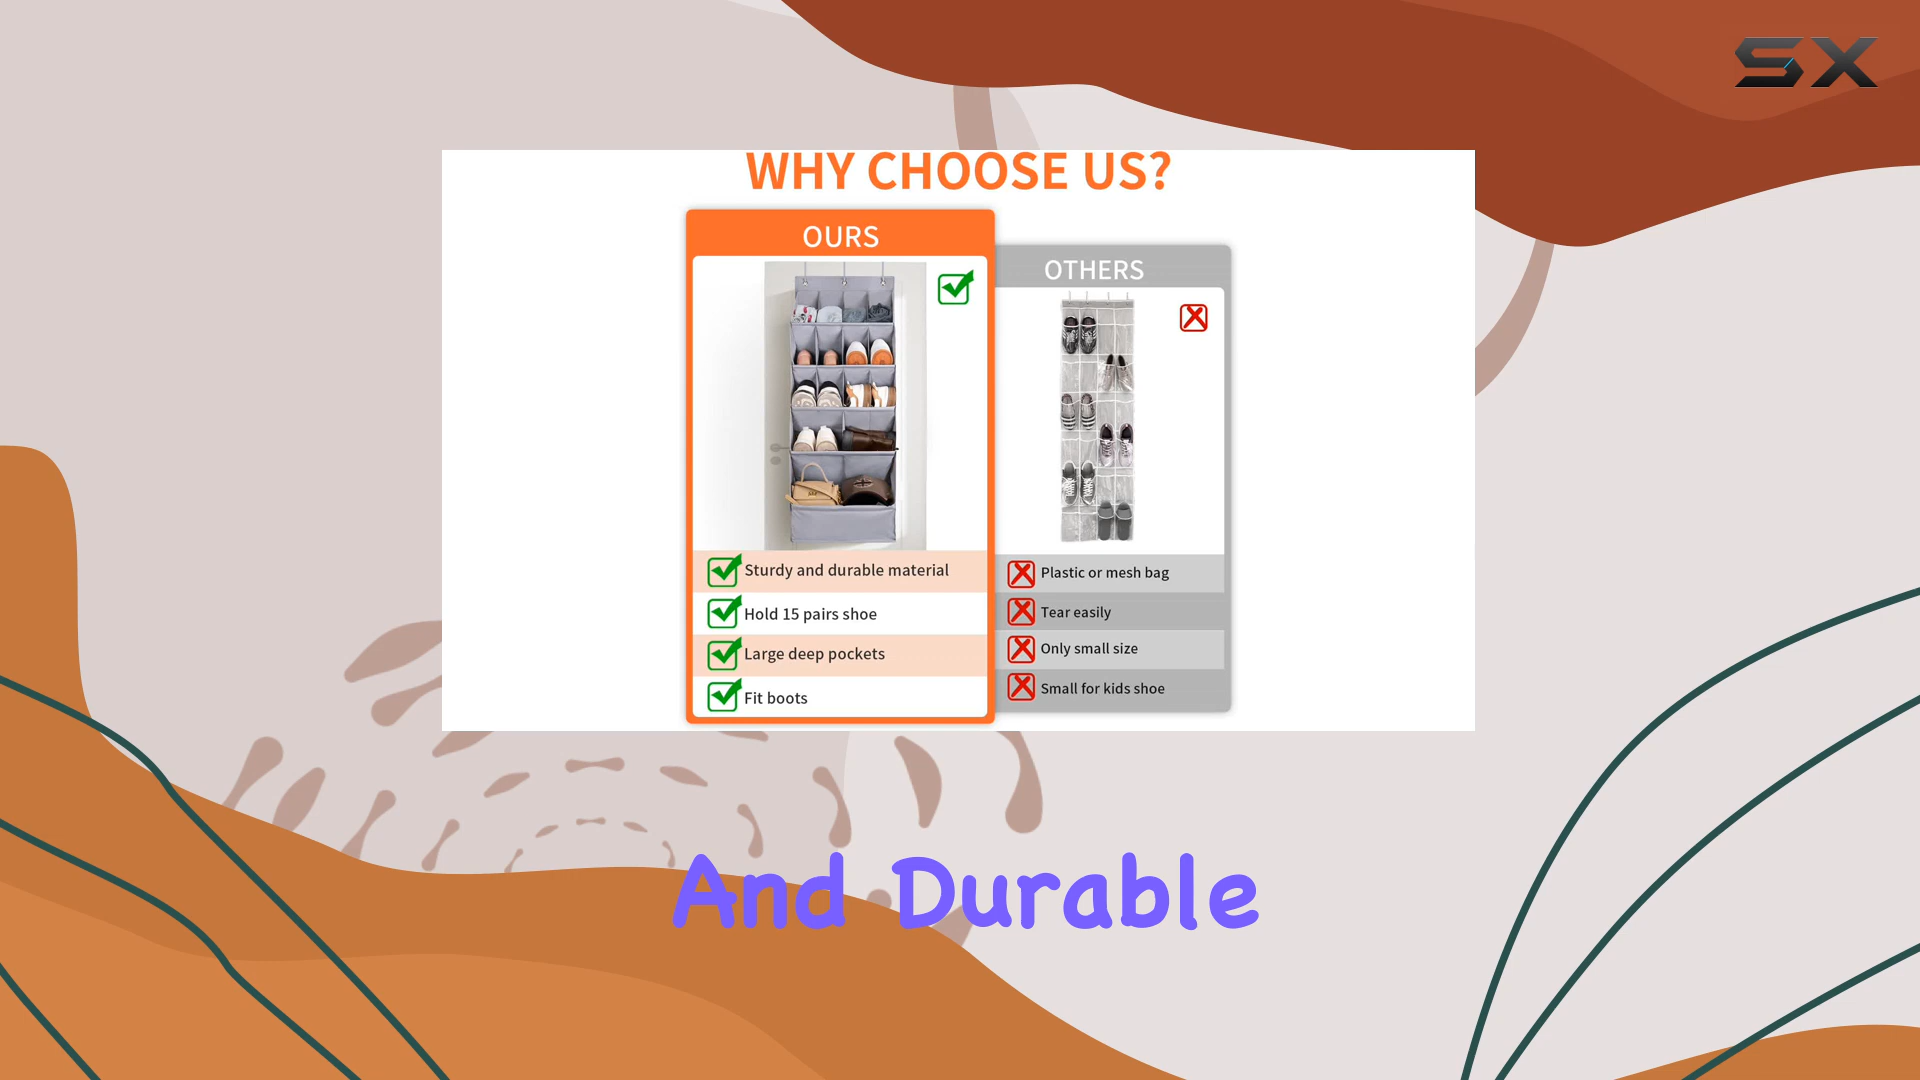 SX
WHY CHOOSE US?
OURS
OTHERS
Sturdy and durable material
Hold 15 pairs shoe
Large deep pockets
Fit boots
Plastic or mesh bag
Tear easily
Only small size
Small for kids shoe
And Durable